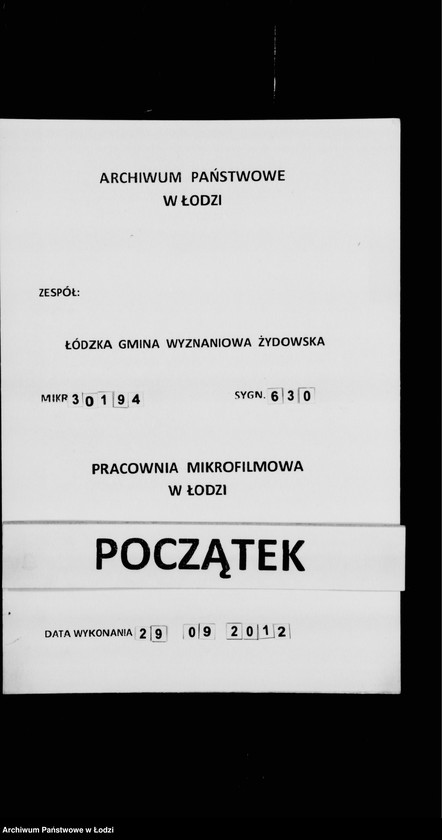 ARCHIWUM PAŃSTWOWE
W ŁODZI
ZESPÓŁ:
ŁÓDZKA GMINA WYZNANIOWA ŻYDOWSKA
MIKR 30194 SYGN. 630
PRACOWNIA MIKROFILMOWA
W ŁODZI
POCZĄTEK
DATA WYKONANIA 29 09 2012
Archiwum Państwowe w Łodzi